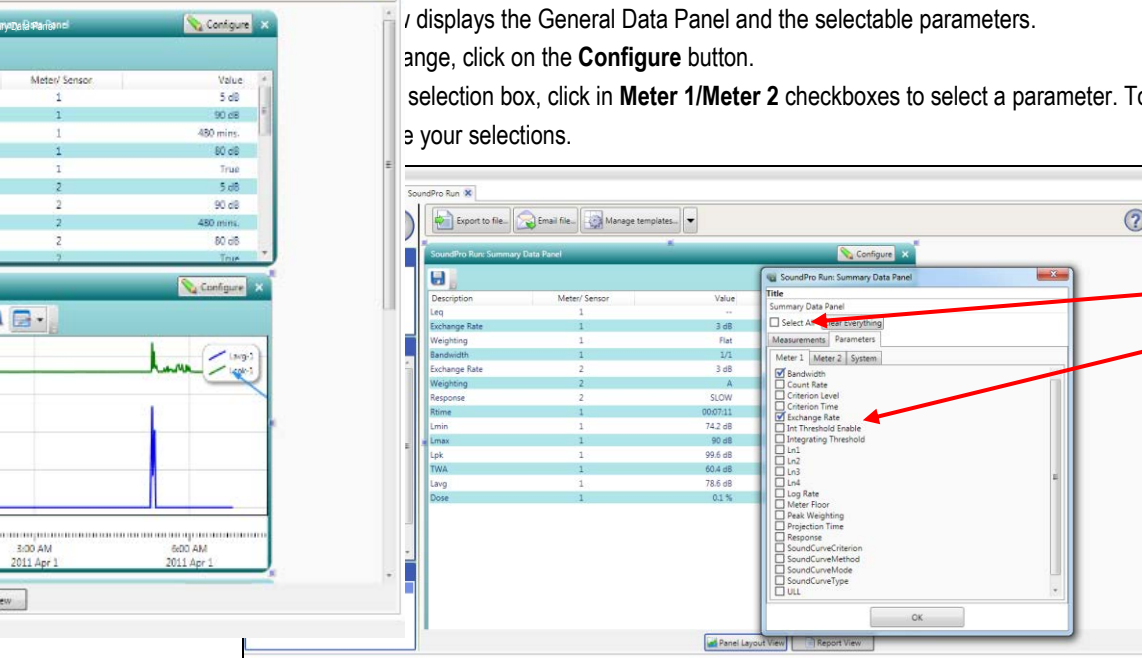 displays the General Data Panel and the selectable parameters.
ange, click on the Configure button.
selection box, click in Meter 1/Meter 2 checkboxes to select a parameter. To
e your selections.
Configure
Meter/ Sensor Value
1 5 dB
1 90 dB
1 480 mins.
1 80 dB
1 True
2 5 dB
2 90 dB
2 480 mins.
2 80 dB
2 True
Configure
Lavg-1
3:00 AM
2011 Apr 1
6:00 AM
2011 Apr 1
ew
SoundPro Run
Export to file... Email file... Manage templates...
SoundPro Run: Summary Data Panel Configure
Description Meter/ Sensor Value
Leq 1 --
Exchange Rate 1 3 dB
Weighting 1 Flat
Bandwidth 1 1/1
Exchange Rate 2 3 dB
Weighting 2 A
Response 2 SLOW
Rtime 1 00:07:11
Lmin 1 74.2 dB
Lmax 1 90 dB
Lpk 1 99.6 dB
TWA 1 60.4 dB
Lavg 1 78.6 dB
Dose 1 0.1 %
SoundPro Run: Summary Data Panel
Title
Summary Data Panel
Select All Clear Everything
Measurements Parameters
Meter 1 Meter 2 System
Bandwidth
Count Rate
Criterion Level
Criterion Time
Exchange Rate
Int Threshold Enable
Integrating Threshold
Ln1
Ln2
Ln3
Ln4
Log Rate
Meter Floor
Peak Weighting
Projection Time
Response
SoundCurveCriterion
SoundCurveMethod
SoundCurveMode
SoundCurveType
ULL
OK
Panel Layout View Report View